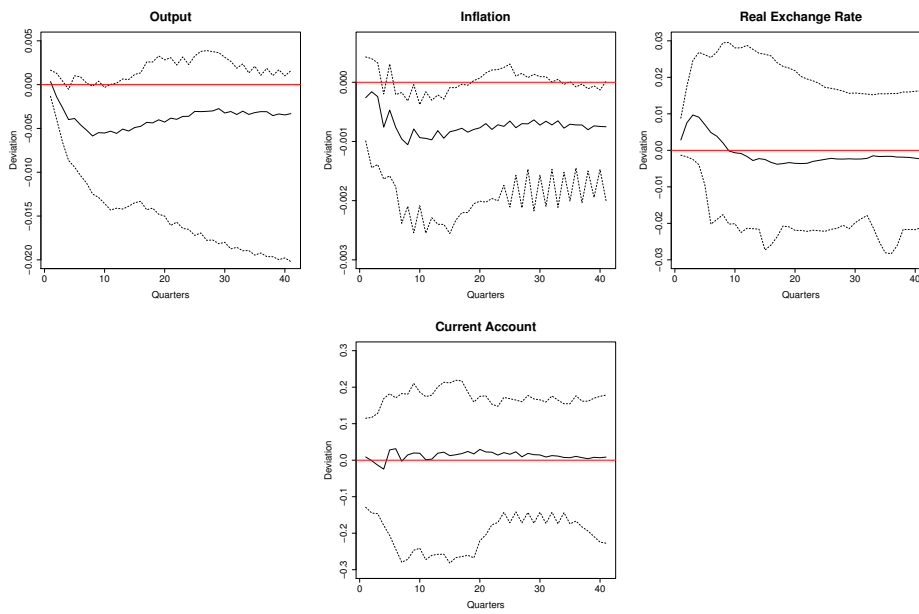 Output
Deviation
0.005
0.000
−0.005
−0.010
−0.015
−0.020
0 10 20 30 40
Quarters
Inflation
Deviation
0.000
−0.001
−0.002
−0.003
0 10 20 30 40
Quarters
Real Exchange Rate
Deviation
0.03
0.02
0.01
0.00
−0.01
−0.02
−0.03
0 10 20 30 40
Quarters
Current Account
Deviation
0.3
0.2
0.1
0.0
−0.1
−0.2
−0.3
0 10 20 30 40
Quarters